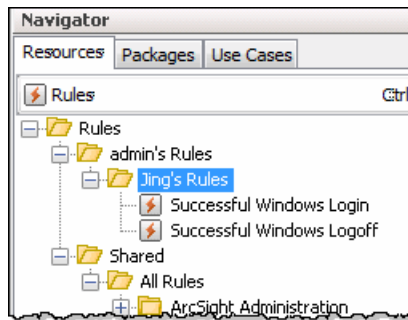 Navigator
Resources Packages Use Cases
Rules Ctrl
Rules
admin's Rules
Jing's Rules
Successful Windows Login
Successful Windows Logoff
Shared
All Rules
ArcSight Administration